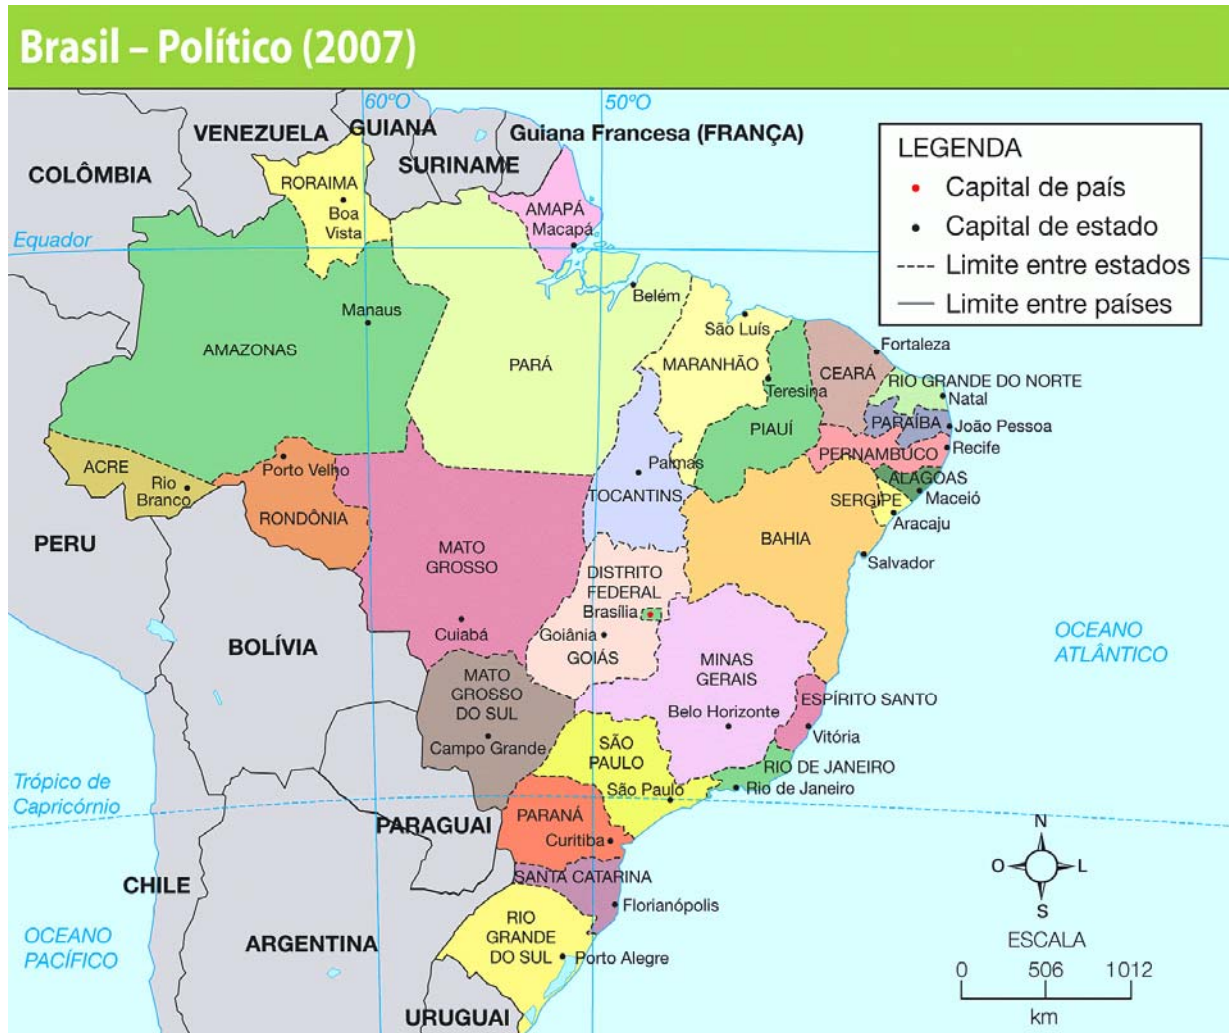 Brasil – Político (2007)
60ºO
50ºO
VENEZUELA
GUIANA
Guiana Francesa (FRANÇA)
SURINAME
COLÔMBIA
LEGENDA
Capital de país
Capital de estado
Limite entre estados
Limite entre países
RORAIMA
Boa
Vista
AMAPÁ
Macapá
Equador
Manaus
AMAZONAS
Belém
PARÁ
São Luís
MARANHÃO
Teresina
PIAUÍ
CEARÁ
Fortaleza
RIO GRANDE DO NORTE
Natal
PARAÍBA
João Pessoa
PERNAMBUCO
Recife
ALAGOAS
Maceió
SERGIPE
Aracaju
ACRE
Rio
Branco
Porto Velho
RONDÔNIA
Palmas
TOCANTINS
BAHIA
Salvador
PERU
MATO
GROSSO
Cuiabá
DISTRITO
FEDERAL
Brasília
Goiânia
GOIÁS
BOLÍVIA
OCEANO
ATLÂNTICO
MINAS
GERAIS
Belo Horizonte
ESPÍRITO SANTO
Vitória
MATO
GROSSO
DO SUL
Campo Grande
SÃO
PAULO
São Paulo
RIO DE JANEIRO
Rio de Janeiro
Trópico de
Capricórnio
PARAGUAI
PARANÁ
Curitiba
SANTA CATARINA
Florianópolis
CHILE
ARGENTINA
RIO
GRANDE
DO SUL
Porto Alegre
URUGUAI
OCEANO
PACÍFICO
N
O
L
S
ESCALA
0 506 1012
km